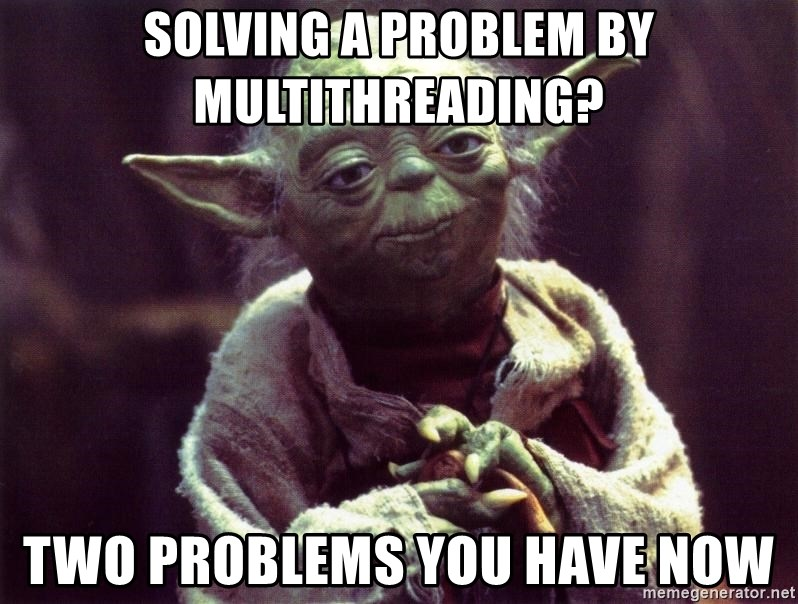 SOLVING A PROBLEM BY
MULTITHREADING?
TWO PROBLEMS YOU HAVE NOW
memegenerator.net